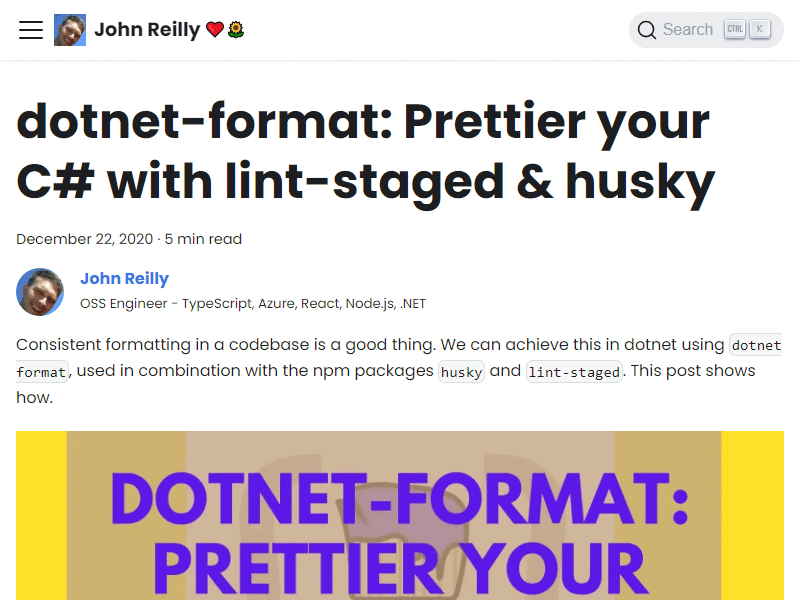 John Reilly ❤️🌻
Search CTRL K
dotnet-format: Prettier your
C# with lint-staged & husky
December 22, 2020 · 5 min read
John Reilly
OSS Engineer - TypeScript, Azure, React, Node.js, .NET
Consistent formatting in a codebase is a good thing. We can achieve this in dotnet using dotnet
format, used in combination with the npm packages husky and lint-staged. This post shows
how.
DOTNET-FORMAT:
PRETTIER YOUR